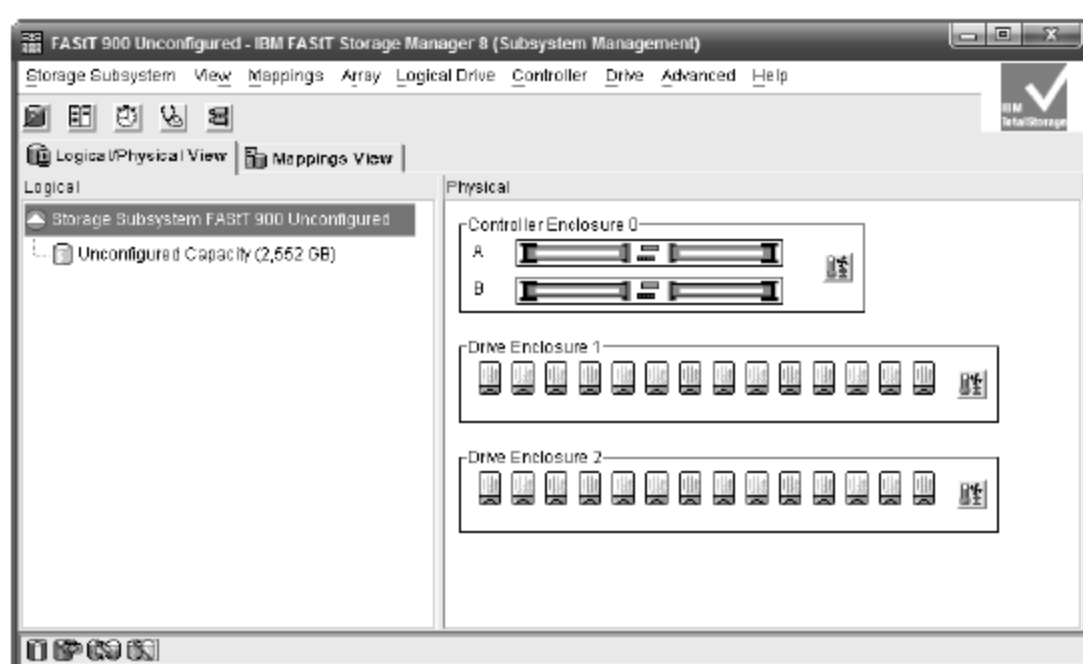 FAStT 900 Unconfigured - IBM FAStT Storage Manager 8 (Subsystem Management)
Storage Subsystem View Mappings Array Logical Drive Controller Drive Advanced Help
IBM
TotalStorage
Logical/Physical View Mappings View
Logical
Physical
Storage Subsystem FAStT 900 Unconfigured
Unconfigured Capacity (2,552 GB)
Controller Enclosure 0
A
B
Drive Enclosure 1
Drive Enclosure 2